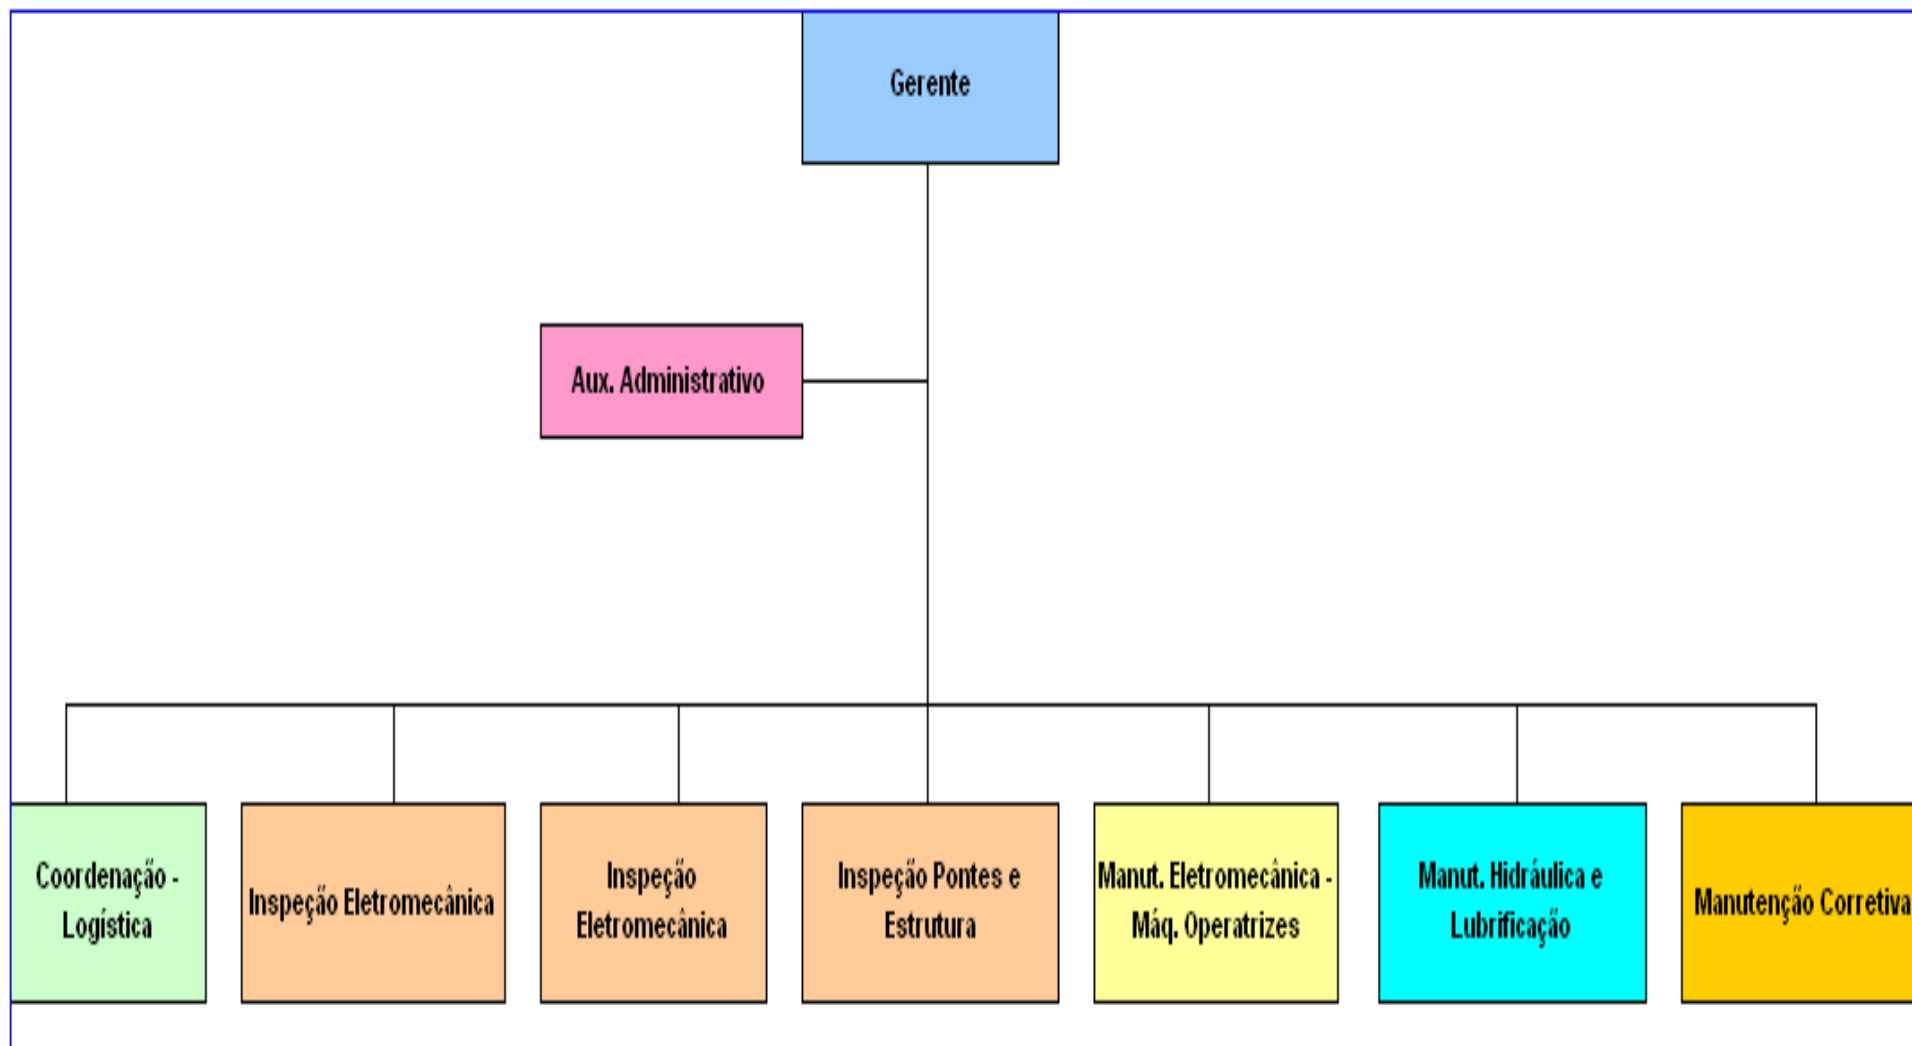 Gerente
Aux. Administrativo
Coordenação -
Logística
Inspeção Eletromecânica
Inspeção
Eletromecânica
Inspeção Pontes e
Estrutura
Manut. Eletromecânica -
Máq. Operatrizes
Manut. Hidráulica e
Lubrificação
Manutenção Corretiva